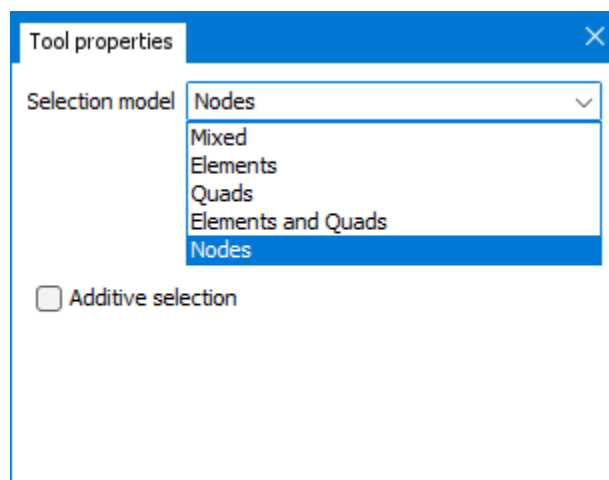 Tool properties
Selection model Nodes
Mixed
Elements
Quads
Elements and Quads
Nodes
Additive selection